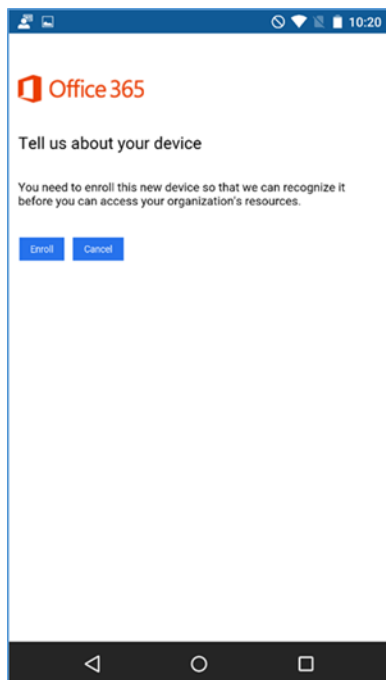 10:20
Office 365
Tell us about your device
You need to enroll this new device so that we can recognize it
before you can access your organization's resources.
Enroll Cancel